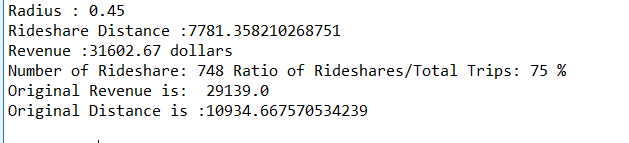 Radius : 0.45
Rideshare Distance :7781.358210268751
Revenue :31602.67 dollars
Number of Rideshare: 748 Ratio of Rideshares/Total Trips: 75 %
Original Revenue is:  29139.0
Original Distance is :10934.667570534239